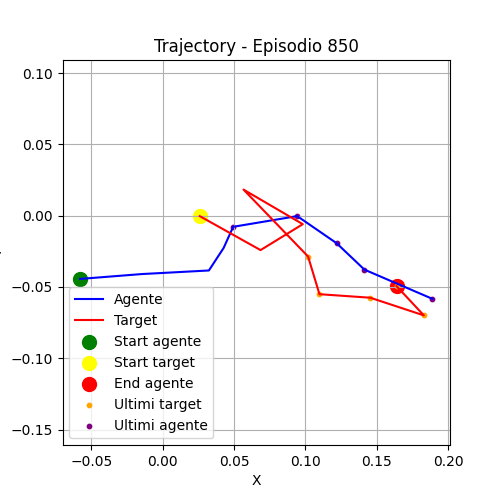 Trajectory - Episodio 850
0.10
0.05
0.00
−0.05
−0.10
−0.15
Agente
Target
Start agente
Start target
End agente
Ultimi target
Ultimi agente
−0.05
0.00
0.05
0.10
0.15
0.20
X